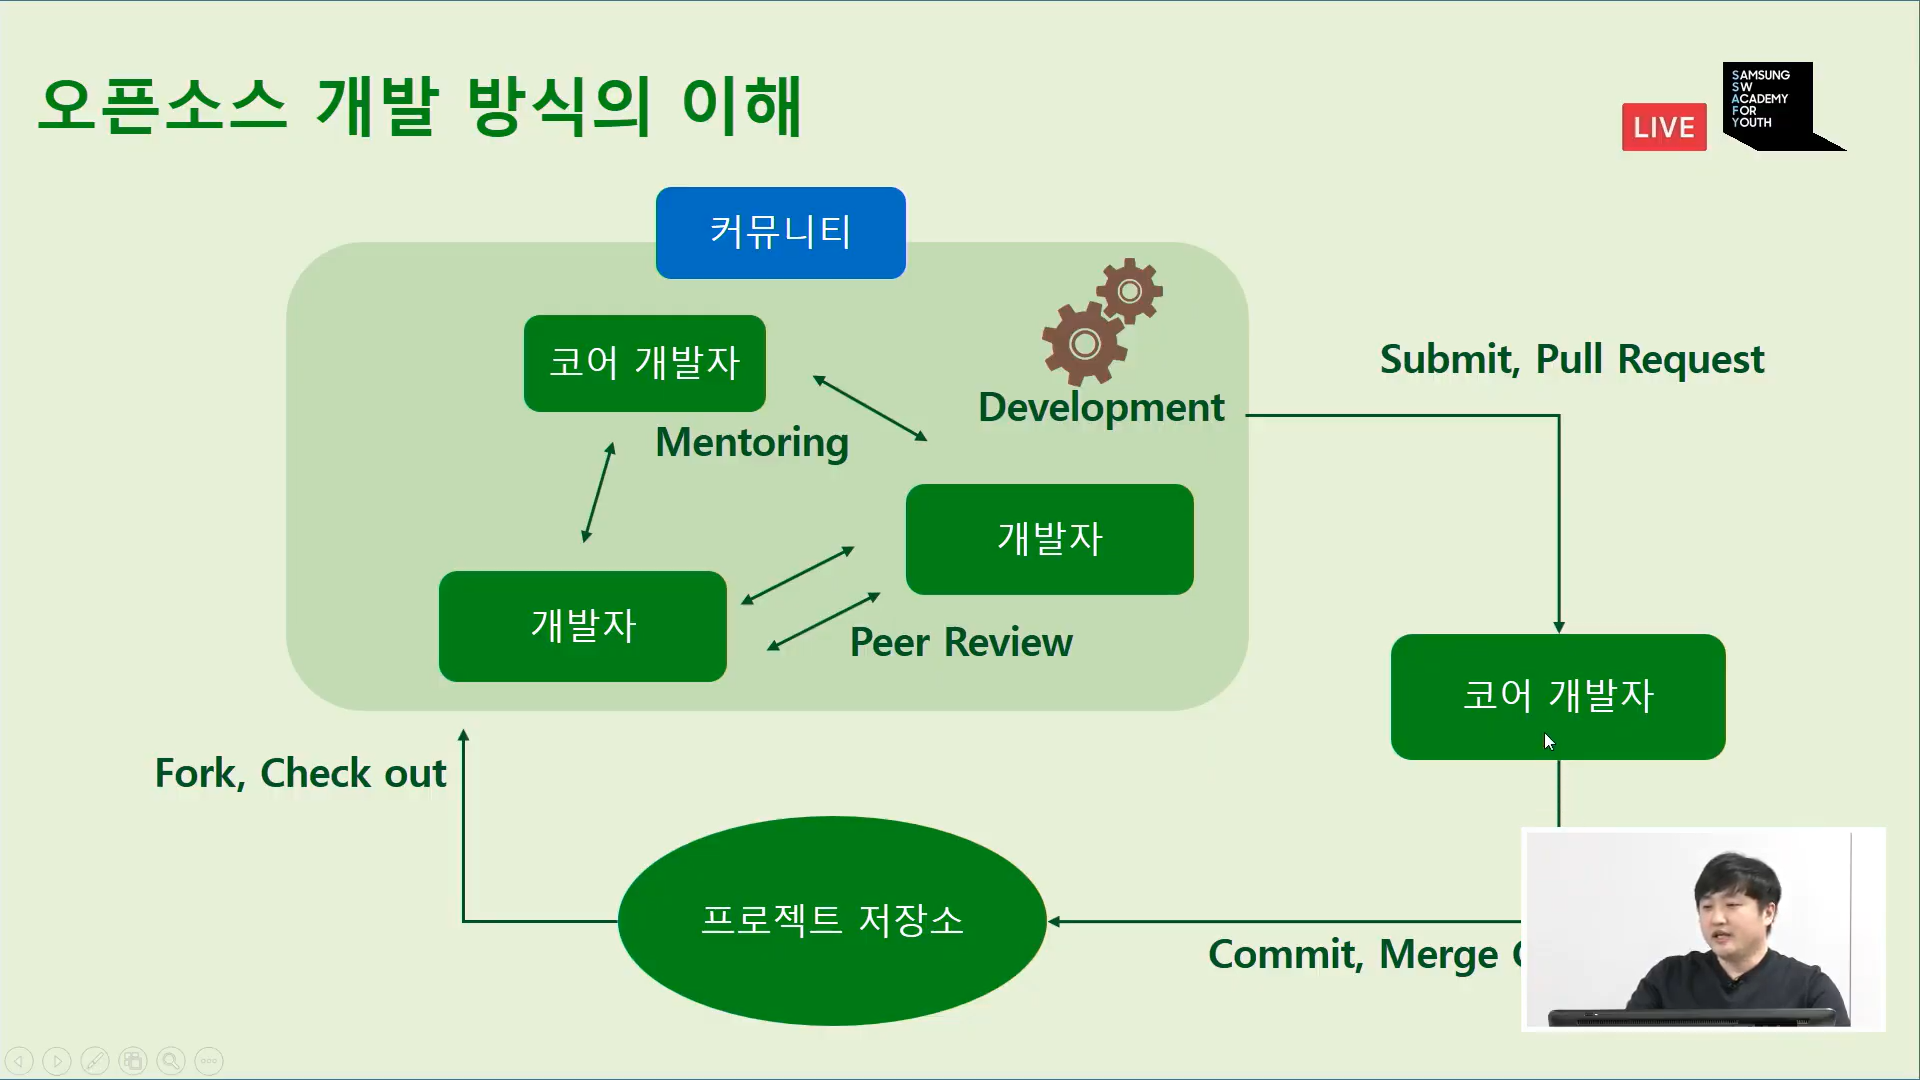 오픈소스 개발 방식의 이해
LIVE
SAMSUNG
SW
ACADEMY
FOR
YOUTH
커뮤니티
코어 개발자
Mentoring
Development
Submit, Pull Request
개발자
개발자
Peer Review
코어 개발자
Fork, Check out
프로젝트 저장소
Commit, Merge